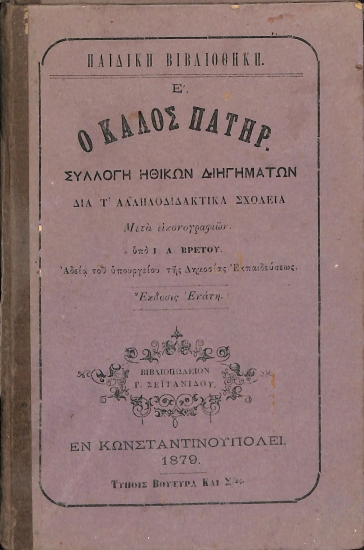 ΠΑΙΔΙΚΗ ΒΙΒΛΙΟΘΗΚΗ.
Ε′.
Ο ΚΑΛΟΣ ΠΑΤΗΡ.
ΣΥΛΛΟΓΗ ΗΘΙΚΩΝ ΔΙΗΓΗΜΑΤΩΝ
ΔΙΑ Τ' ΑΛΛΗΛΟΔΙΔΑΚΤΙΚΑ ΣΧΟΛΕΙΑ
Μετὰ εἰκονογραφιῶν.
ὑπὸ Ι. Α. ΒΡΕΤΟΥ.
Ἀδείᾳ τοῦ ὑπουργείου τῆς Δημοσίας Ἐκπαιδεύσεως.
Ἔκδοσις Ἐνάτη.
ΒΙΒΛΙΟΠΩΛΕΙΟΝ
Γ. ΣΕΪΤΑΝΙΔΟΥ.
ΕΝ ΚΩΝΣΤΑΝΤΙΝΟΥΠΟΛΕΙ.
1879.
ΤΥΠΟΙΣ ΒΟΥΤΥΡΑ ΚΑΙ Σίας.